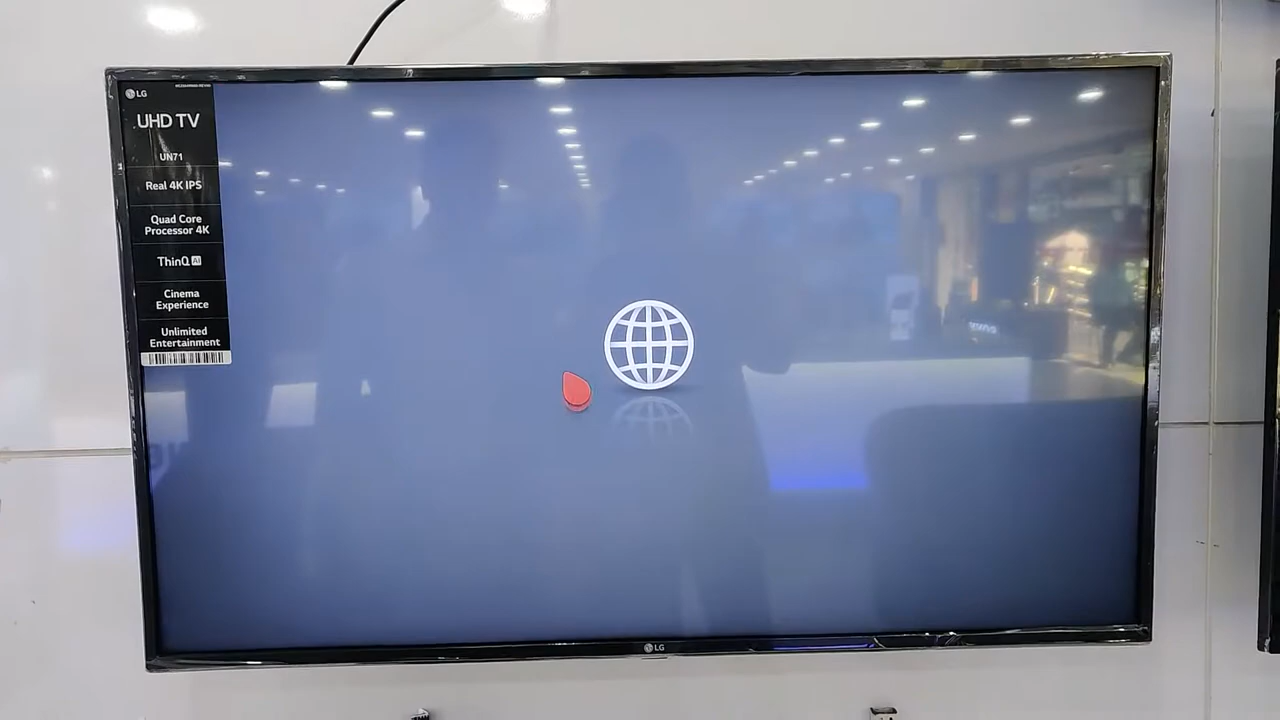 LG
UHD TV
UN71
Real 4K IPS
Quad Core
Processor 4K
ThinQ AI
Cinema
Experience
Unlimited
Entertainment
LG